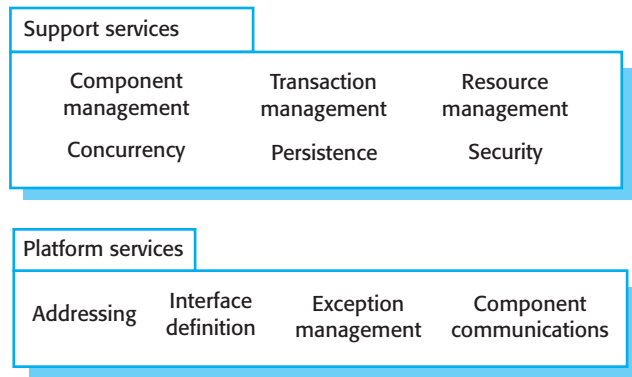 Support services
Component Transaction Resource
management management management
Concurrency Persistence Security
Platform services
Addressing Interface Exception Component
definition management communications